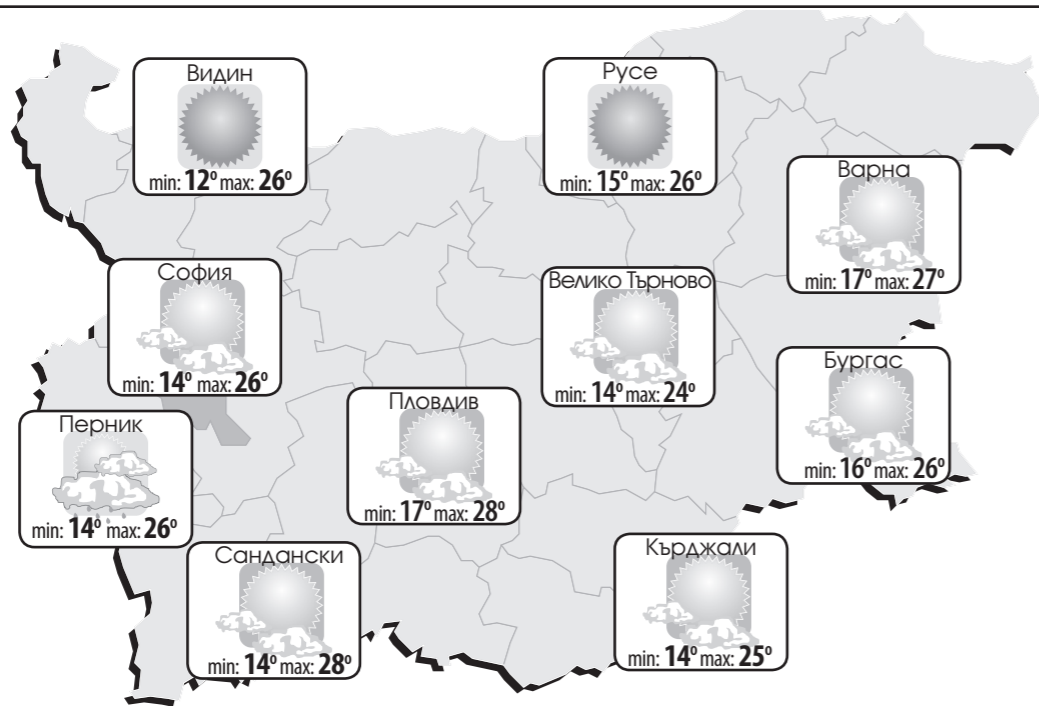 Видин
min: 12° max: 26°
Русе
min: 15° max: 26°
Варна
min: 17° max: 27°
София
min: 14° max: 26°
Велико Търново
min: 14° max: 24°
Бургас
min: 16° max: 26°
Пловдив
min: 17° max: 28°
Перник
min: 14° max: 26°
Сандански
min: 14° max: 28°
Кърджали
min: 14° max: 25°